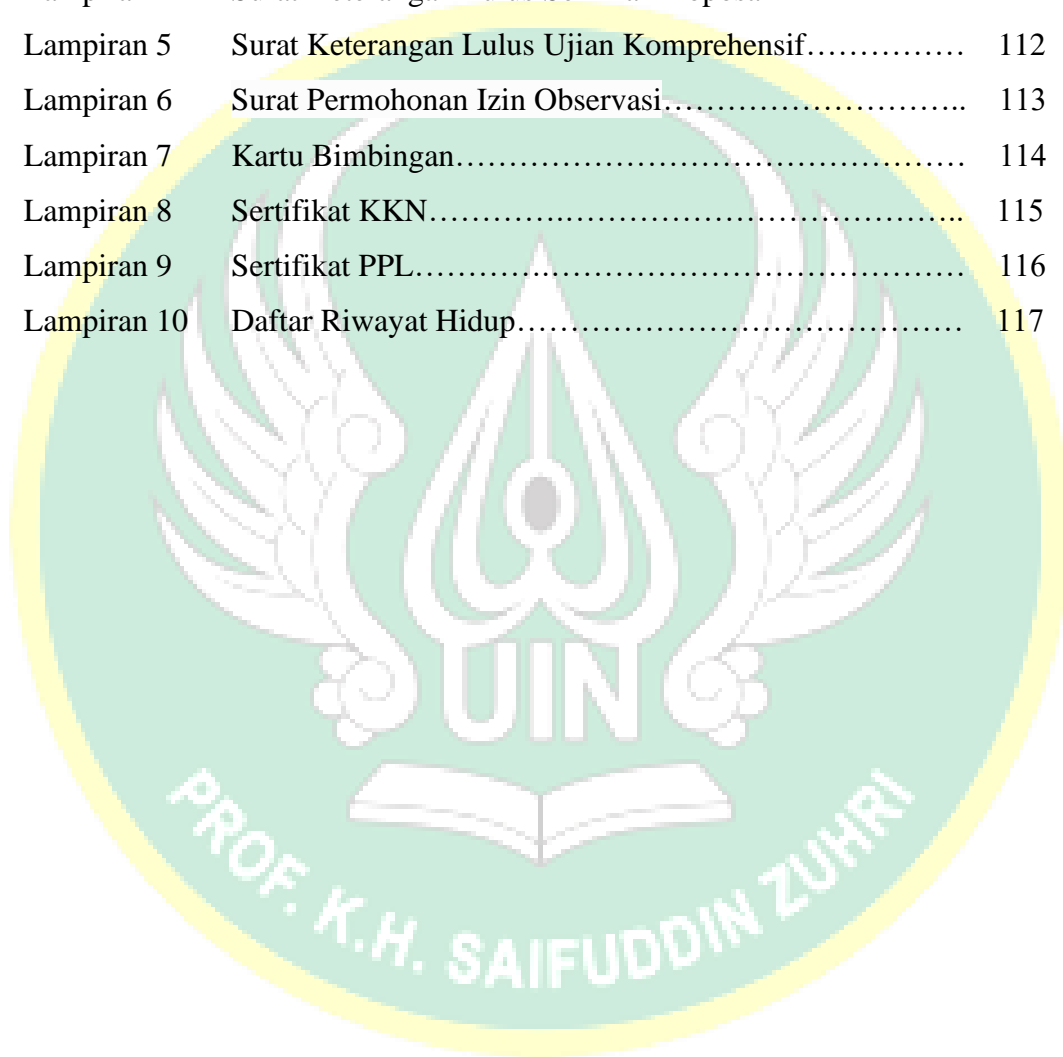 Lampiran 5 Surat Keterangan Lulus Ujian Komprehensif…………… 112
Lampiran 6 Surat Permohonan Izin Observasi……………………….. 113
Lampiran 7 Kartu Bimbingan………………………………………… 114
Lampiran 8 Sertifikat KKN………………………………………….. 115
Lampiran 9 Sertifikat PPL…………………………………………… 116
Lampiran 10 Daftar Riwayat Hidup…………………………………… 117
UIN
PROF. K.H. SAIFUDDIN ZUHRI